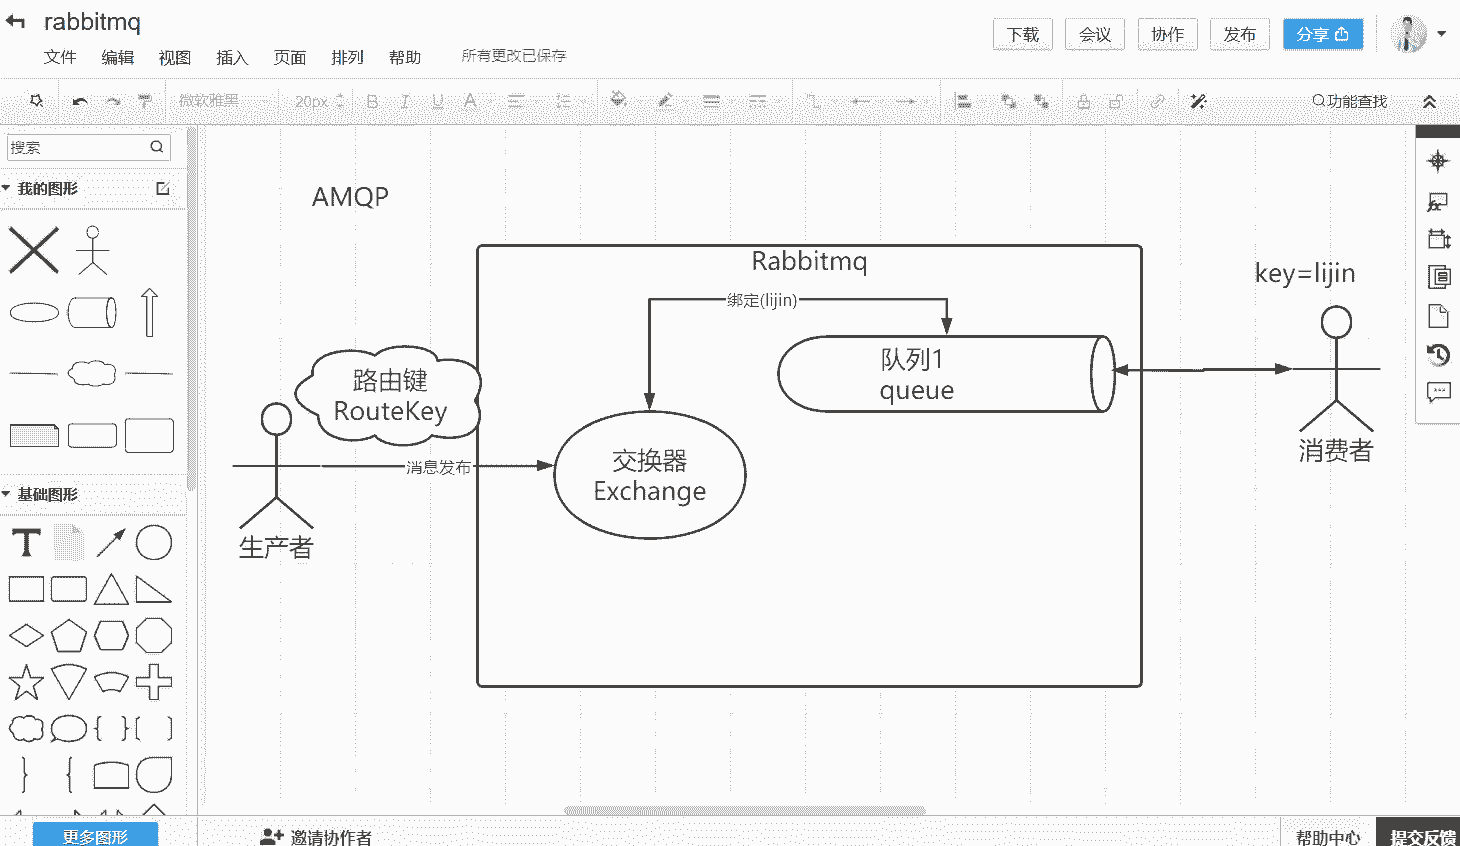 rabbitmq
文件 编辑 视图 插入 页面 排列 帮助 所有更改已保存
下载 会议 协作 发布 分享
微软雅黑 20px B I U A 功能查找
搜索
我的图形
基础图形
T
更多图形
AMQP
Rabbitmq
绑定(lijin)
key=lijin
路由键
RouteKey
队列1
queue
消息发布
交换器
Exchange
生产者
消费者
邀请协作者
帮助中心 提交反馈